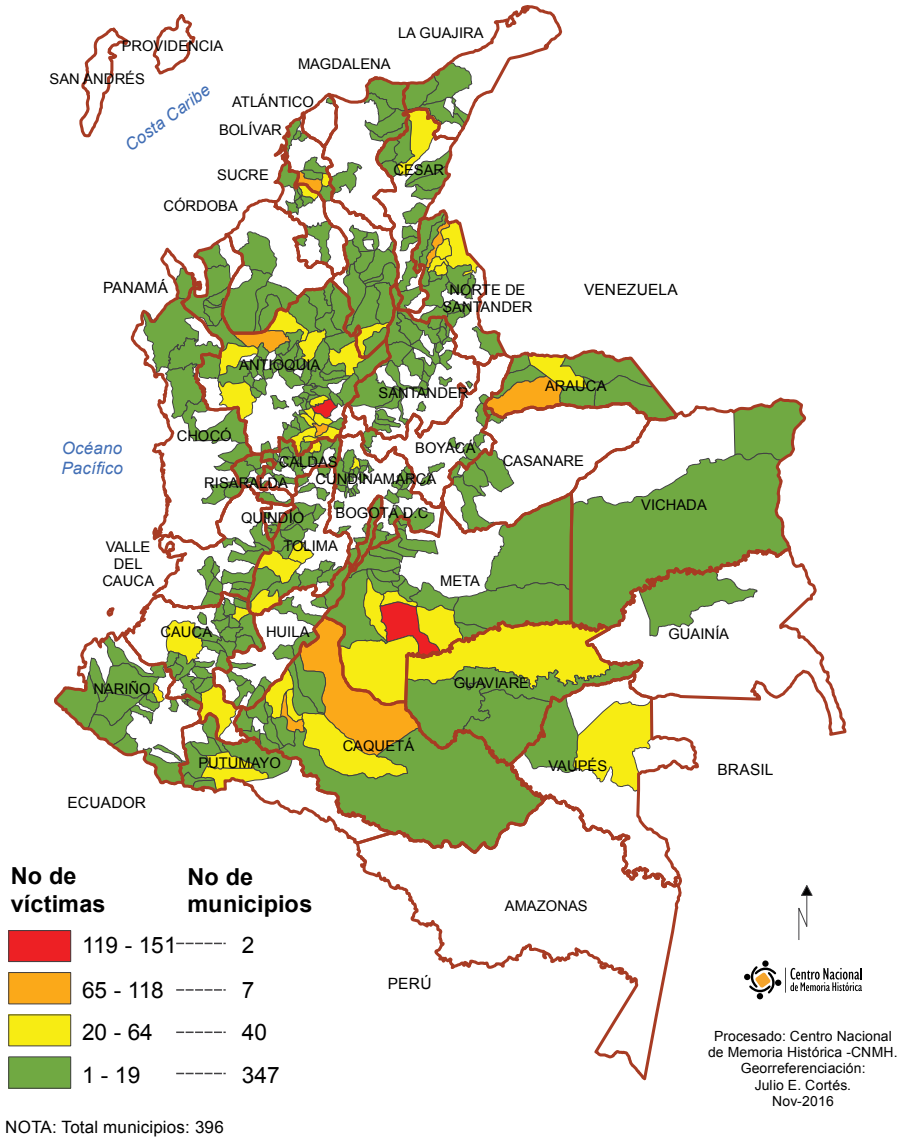 LA GUAJIRA
PROVIDENCIA
MAGDALENA
SAN ANDRÉS
ATLÁNTICO
Costa Caribe
BOLÍVAR
CESAR
SUCRE
CÓRDOBA
PANAMÁ
VENEZUELA
NORTE DE
SANTANDER
ANTIOQUIA
ARAUCA
SANTANDER
CHOCÓ
Océano
Pacífico
BOYACÁ
CASANARE
CALDAS
RISARALDA
CUNDINAMARCA
VICHADA
QUINDIO
BOGOTÁ D.C
TOLIMA
VALLE
DEL
CAUCA
META
CAUCA
HUILA
GUAINÍA
NARIÑO
GUAVIARE
CAQUETÁ
PUTUMAYO
VAUPÉS
BRASIL
ECUADOR
AMAZONAS
PERÚ
No de víctimas
No de municipios
119 - 151 ------ 2
65 - 118 ------ 7
20 - 64 ------ 40
1 - 19 ------ 347
NOTA: Total municipios: 396
N
Centro Nacional
de Memoria Histórica
Procesado: Centro Nacional
de Memoria Histórica -CNMH.
Georreferenciación:
Julio E. Cortés.
Nov-2016